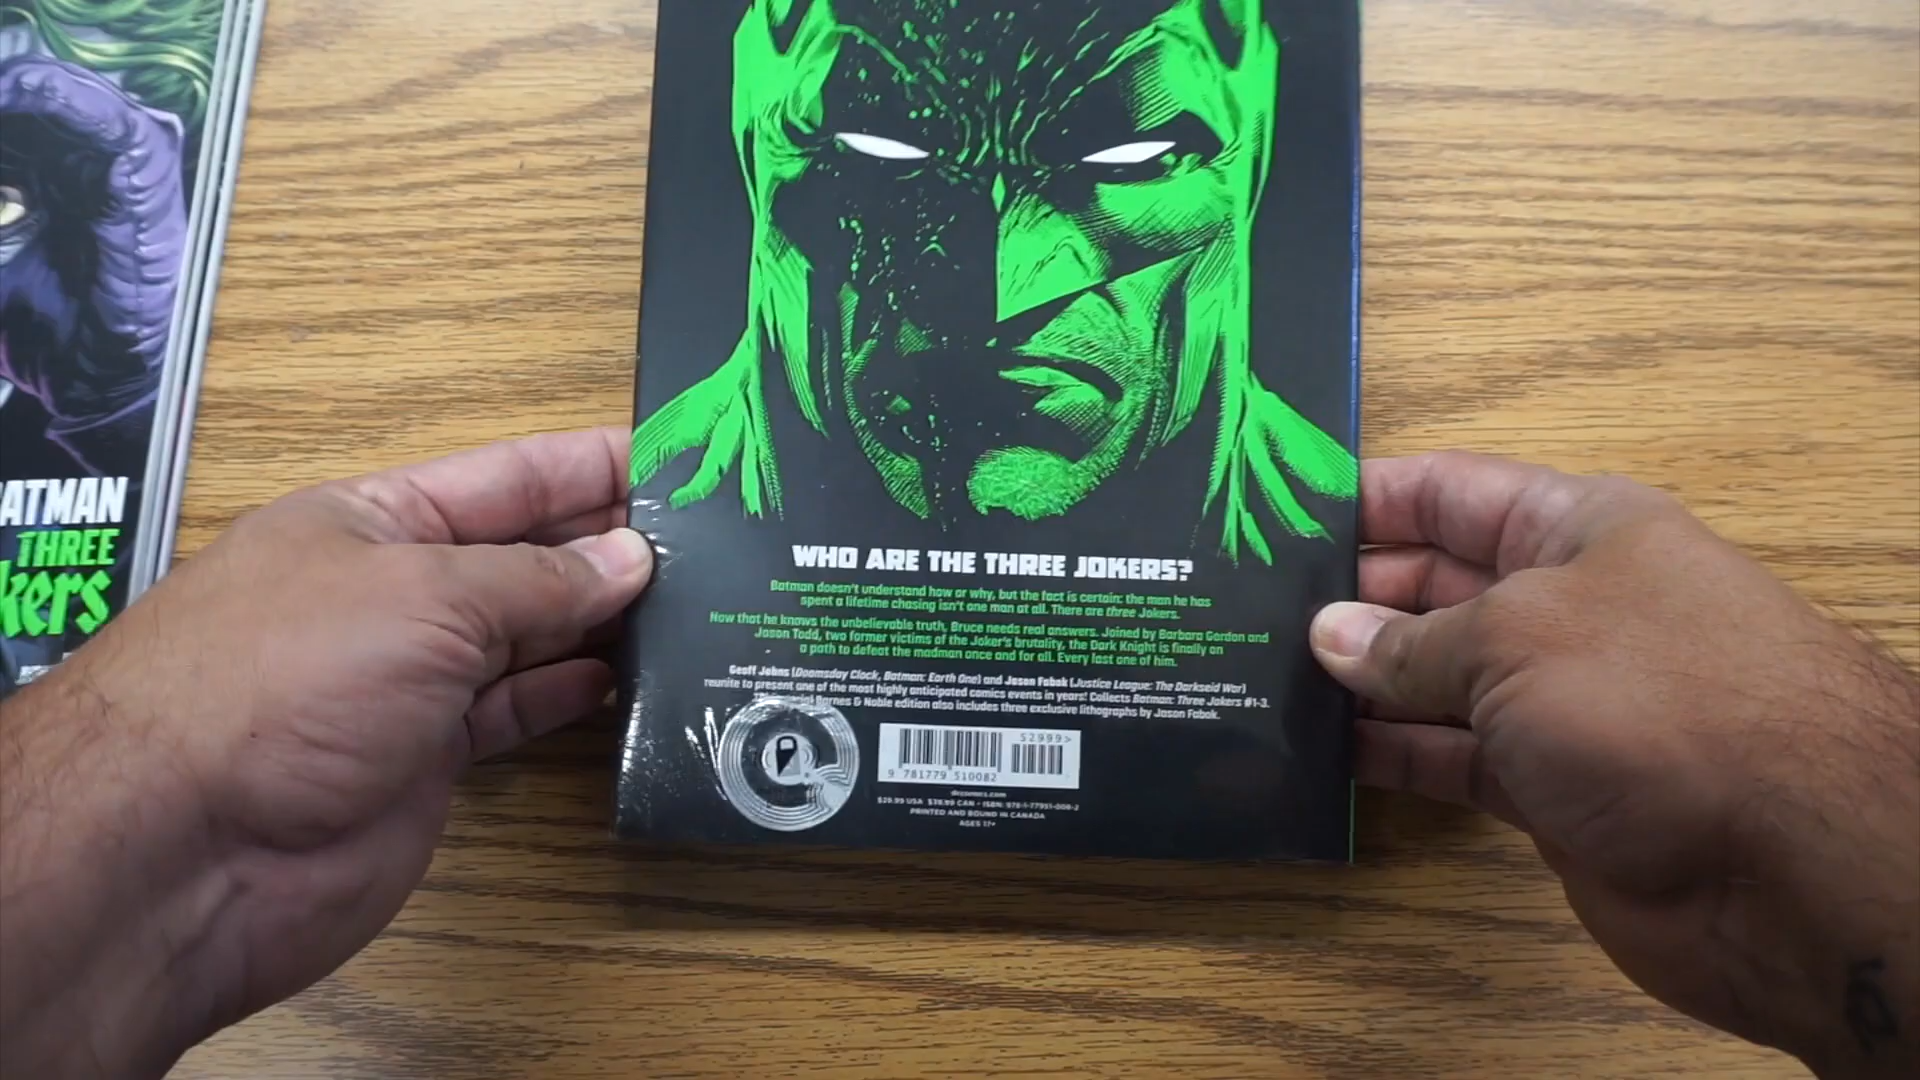 BATMAN
THREE
kers
WHO ARE THE THREE JOKERS?
Batman doesn't understand how or why, but the fact is certain: the man he has
spent a lifetime chasing isn't one man at all. There are three Jokers.
Now that he knows the unbelievable truth, Bruce needs real answers. Joined by Barbara Gordon and
Jason Todd, two former victims of the Joker's brutality, the Dark Knight is finally on
a path to defeat the madman once and for all. Every last one of him.
Geoff Johns (Doomsday Clock, Batman: Earth One) and Jason Fabok (Justice League: The Darkseid War)
reunite to present one of the most highly anticipated comics events in years! Collects Batman: Three Jokers #1-3.
Barnes & Noble edition also includes three exclusive lithographs by Jason Fabok.
52999>
9 781779 510082
dccomics.com
$29.99 USA $39.99 CAN • ISBN: 978-1-77951-008-2
PRINTED AND BOUND IN CANADA
AGES 17+